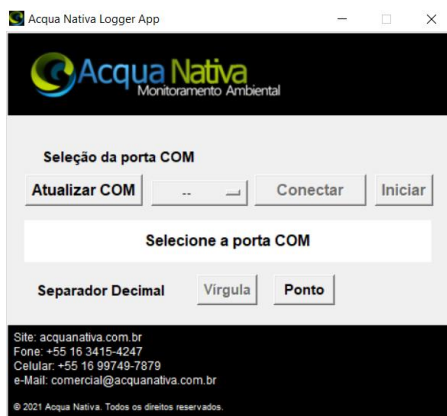 Acqua Nativa Logger App
Acqua Nativa
Monitoramento Ambiental
Seleção da porta COM
Atualizar COM -- Conectar Iniciar
Selecione a porta COM
Separador Decimal Vírgula Ponto
Site: acquanativa.com.br
Fone: +55 16 3415-4247
Celular: +55 16 99749-7879
e-Mail: comercial@acquanativa.com.br
© 2021 Acqua Nativa. Todos os direitos reservados.